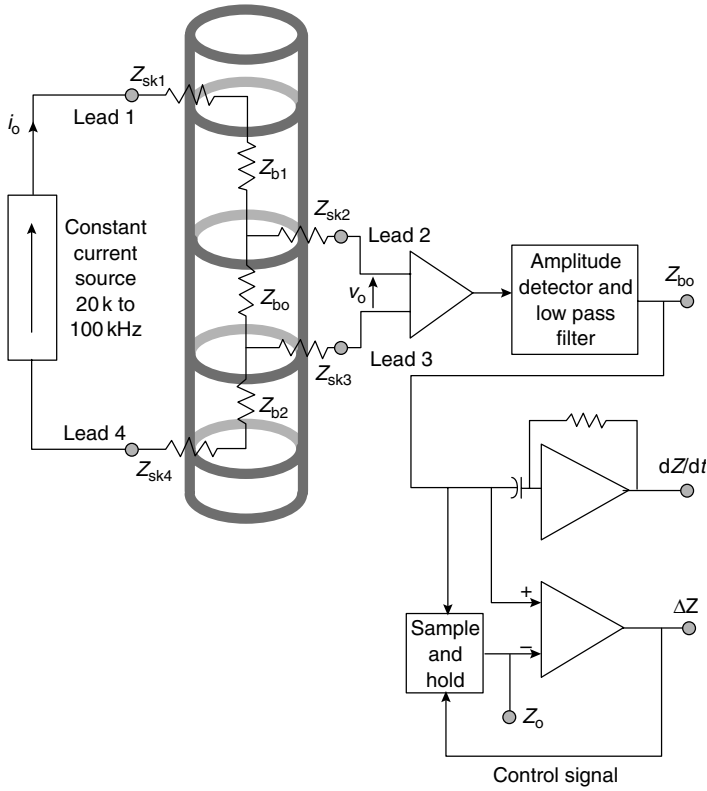 Z_sk1
i_o
Lead 1
Z_b1
Constant
current
source
20 k to
100 kHz
Z_sk2
Lead 2
Z_bo
v_o
Amplitude
detector and
low pass
filter
Z_bo
Z_sk3
Lead 3
Z_b2
Lead 4
Z_sk4
dZ/dt
+
ΔZ
Sample
and
hold
−
Z_o
Control signal